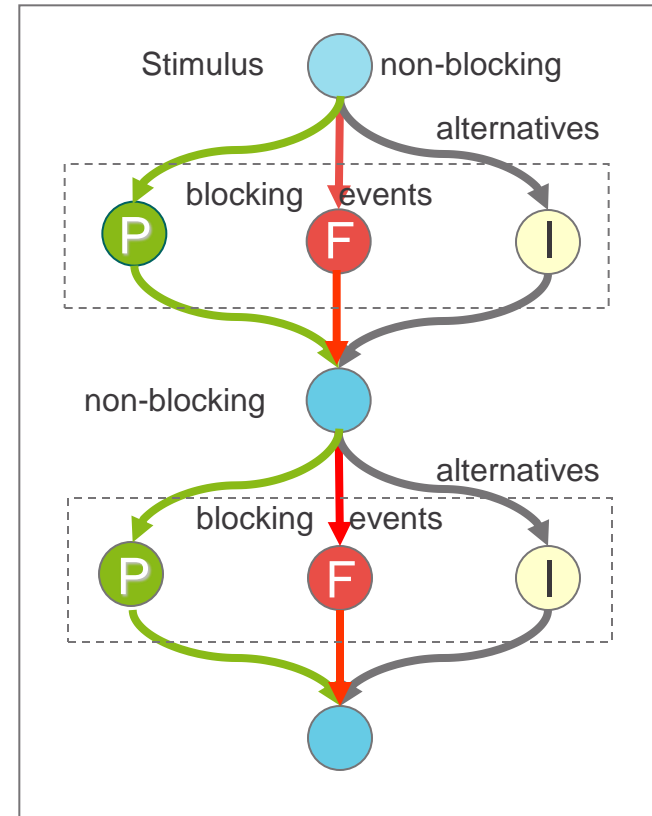 Stimulus non-blocking
alternatives
blocking events
P F I
non-blocking
alternatives
blocking events
P F I